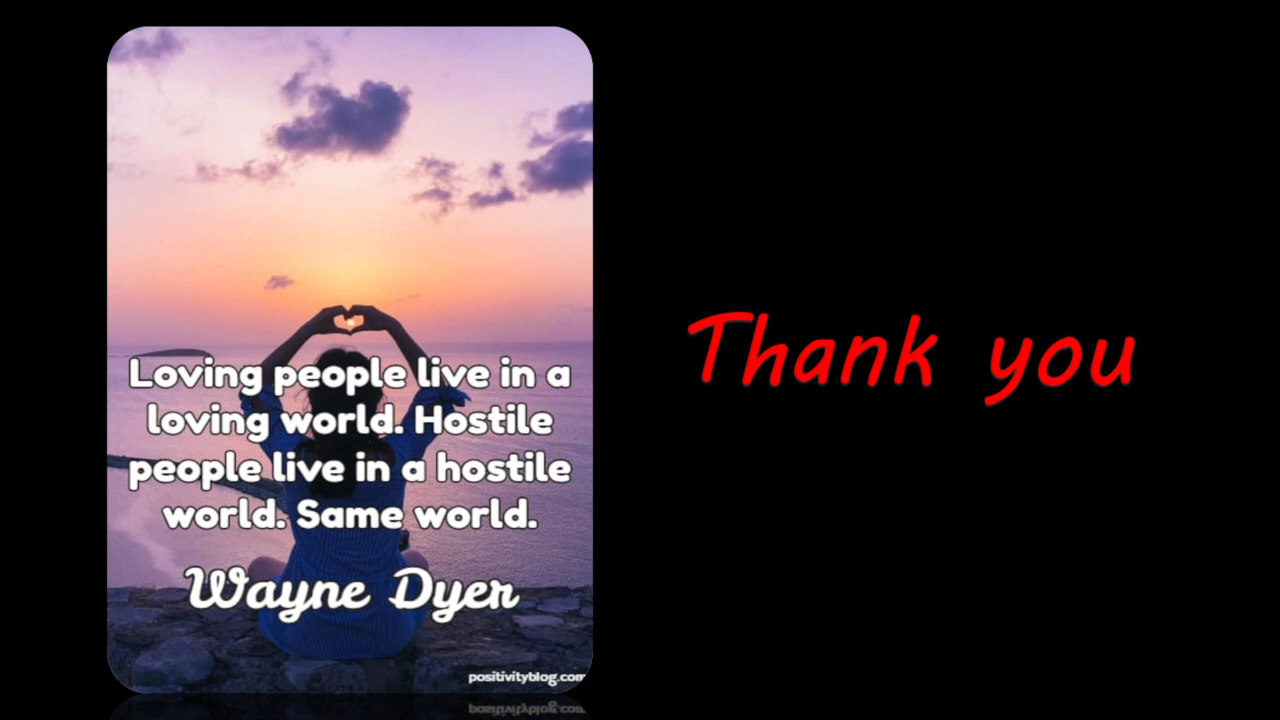 Loving people live in a
loving world. Hostile
people live in a hostile
world. Same world.
Wayne Dyer
positivityblog.com
Thank you